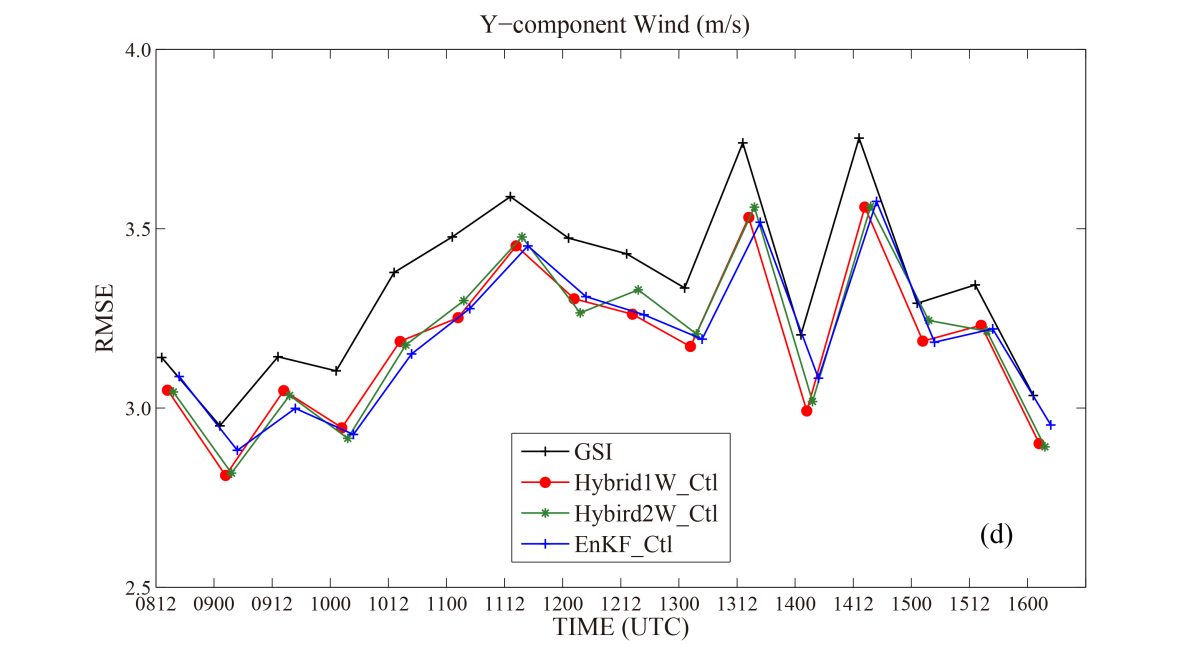 Y−component Wind (m/s)
4.0
3.5
3.0
2.5
RMSE
GSI
Hybrid1W_Ctl
Hybird2W_Ctl
EnKF_Ctl
(d)
0812 0900 0912 1000 1012 1100 1112 1200 1212 1300 1312 1400 1412 1500 1512 1600
TIME (UTC)